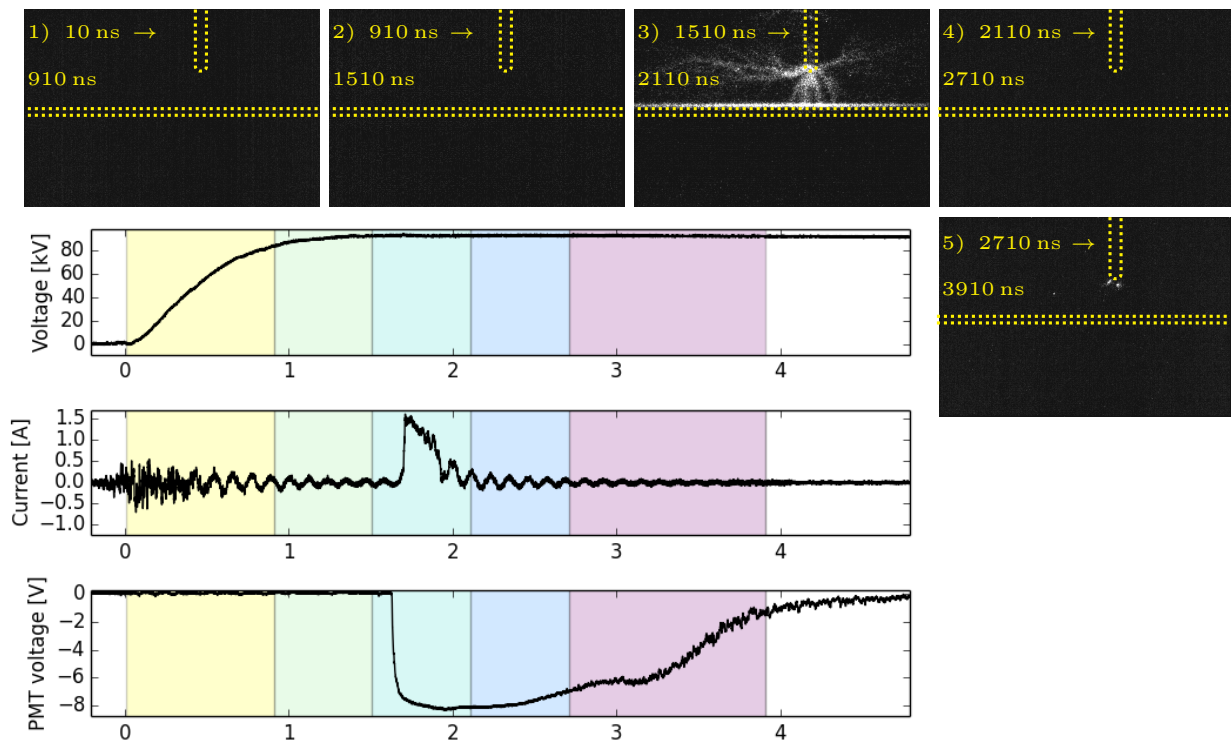 1) 10 ns →
910 ns
2) 910 ns →
1510 ns
3) 1510 ns →
2110 ns
4) 2110 ns →
2710 ns
5) 2710 ns →
3910 ns
Voltage [kV]
80
60
40
20
0
0 1 2 3 4
Current [A]
1.5
1.0
0.5
0.0
−0.5
−1.0
0 1 2 3 4
PMT voltage [V]
0
−2
−4
−6
−8
0 1 2 3 4